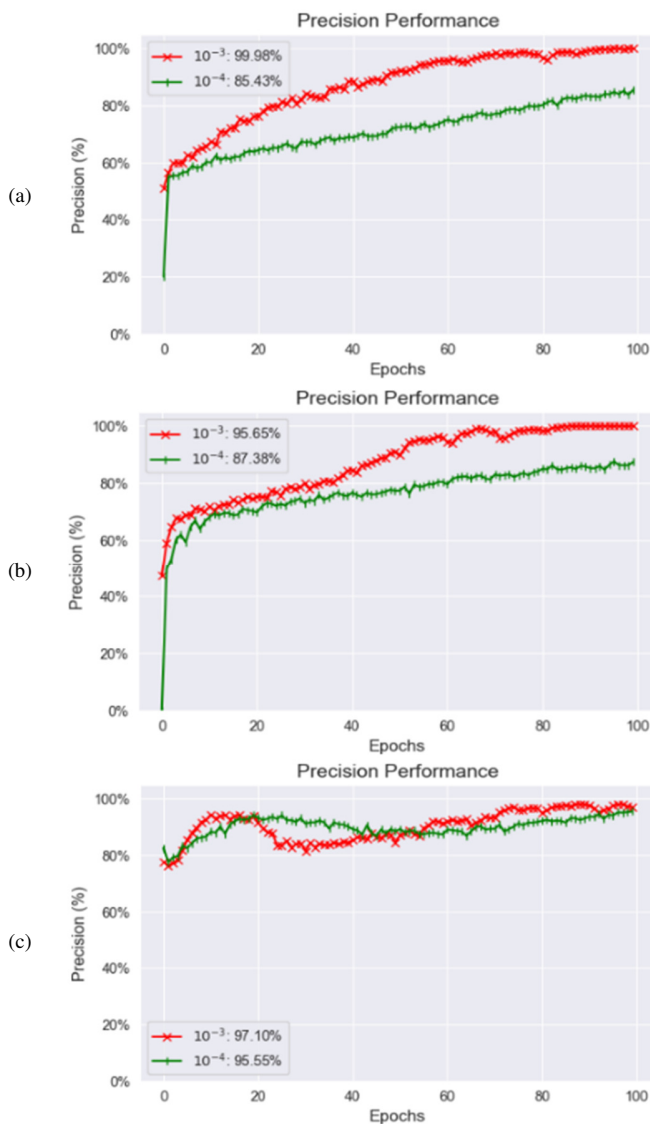 Precision Performance
10⁻³: 99.98%
10⁻⁴: 85.43%
100%
80%
60%
40%
20%
0%
Precision (%)
(a)
0 20 40 60 80 100
Epochs
Precision Performance
10⁻³: 95.65%
10⁻⁴: 87.38%
100%
80%
60%
40%
20%
0%
Precision (%)
(b)
0 20 40 60 80 100
Epochs
Precision Performance
100%
80%
60%
40%
20%
0%
Precision (%)
(c)
10⁻³: 97.10%
10⁻⁴: 95.55%
0 20 40 60 80 100
Epochs